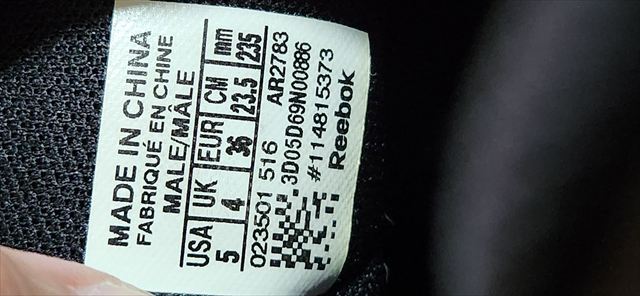 MADE IN CHINA
FABRIQUÉ EN CHINE
MALE/MÂLE
USA UK EUR CM mm
5 4 36 23.5 235
023501 516 AR2783
3D05D69N00886
#114815373
Reebok